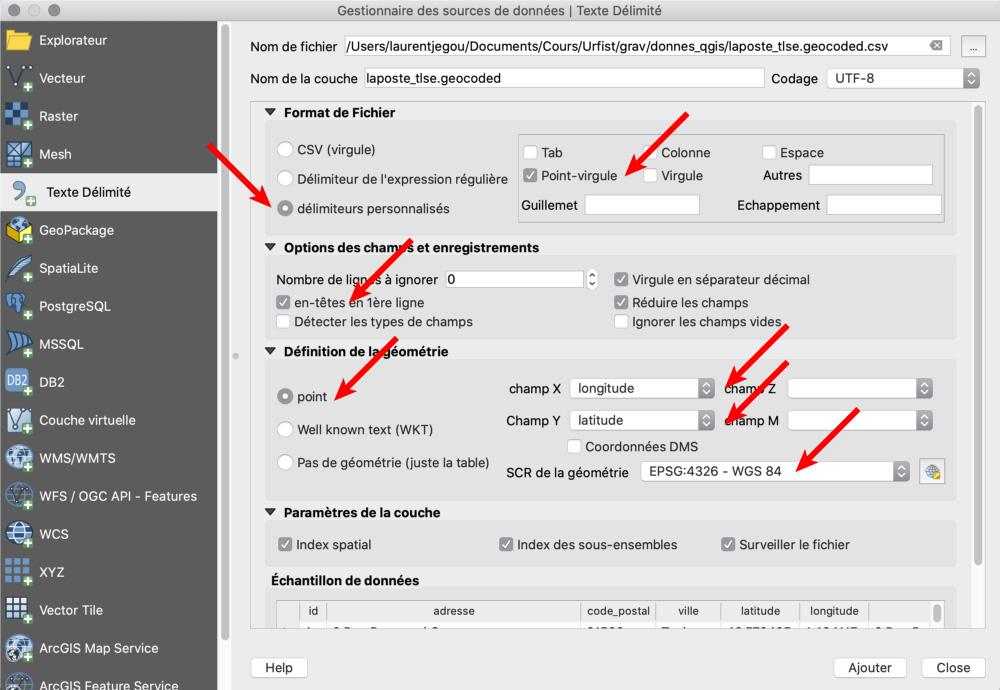 Gestionnaire des sources de données | Texte Délimité
Explorateur
Vecteur
Raster
Mesh
Texte Délimité
GeoPackage
SpatiaLite
PostgreSQL
MSSQL
DB2
DB2
Couche virtuelle
WMS/WMTS
WFS / OGC API - Features
WCS
XYZ
Vector Tile
ArcGIS Map Service
ArcGIS Feature Service
Nom de fichier /Users/laurentjegou/Documents/Cours/Urfist/grav/donnes_qgis/laposte_tlse.geocoded.csv ...
Nom de la couche laposte_tlse.geocoded Codage UTF-8
Format de Fichier
CSV (virgule)
Délimiteur de l'expression régulière
délimiteurs personnalisés
Tab Colonne Espace
Point-virgule Virgule Autres
Guillemet Echappement
Options des champs et enregistrements
Nombre de lignes à ignorer 0 Virgule en séparateur décimal
en-têtes en 1ère ligne Réduire les champs
Détecter les types de champs Ignorer les champs vides
Définition de la géométrie
point
Well known text (WKT)
Pas de géométrie (juste la table)
champ X longitude champ Z
champ Y latitude champ M
Coordonnées DMS
SCR de la géométrie EPSG:4326 - WGS 84
Paramètres de la couche
Index spatial Index des sous-ensembles Surveiller le fichier
Échantillon de données
id adresse code_postal ville latitude longitude
Help Ajouter Close